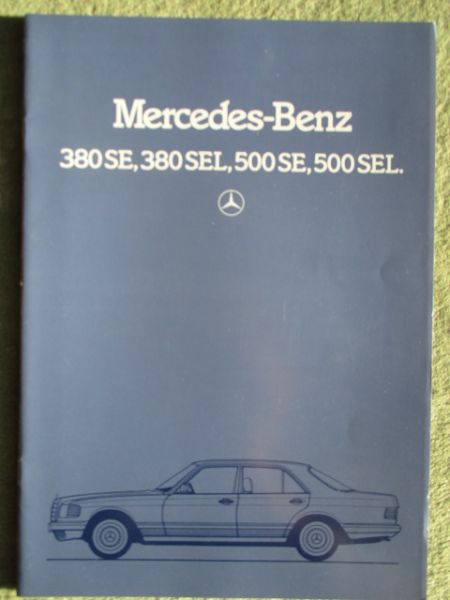 Mercedes-Benz
380 SE, 380 SEL, 500 SE, 500 SEL.